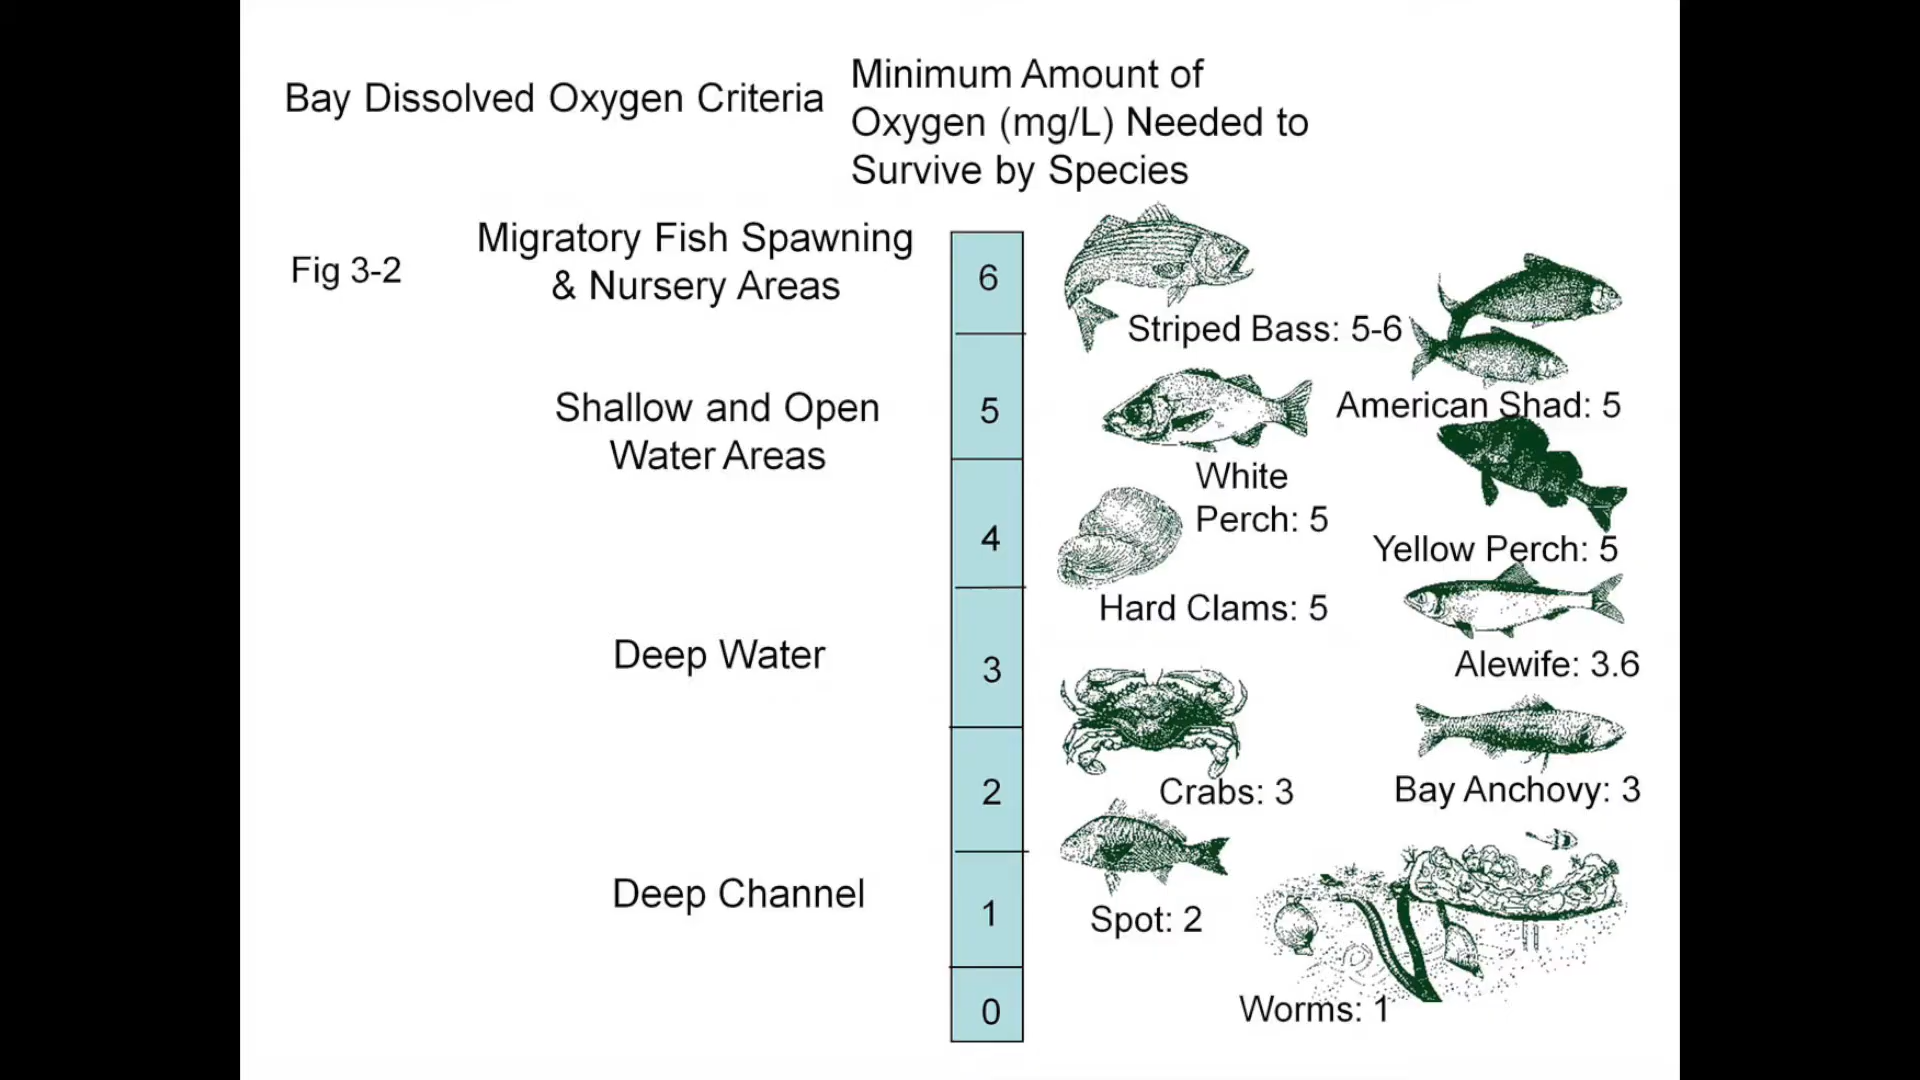 Bay Dissolved Oxygen Criteria
Minimum Amount of
Oxygen (mg/L) Needed to
Survive by Species
Fig 3-2
Migratory Fish Spawning
& Nursery Areas
Shallow and Open
Water Areas
Deep Water
Deep Channel
6
5
4
3
2
1
0
Striped Bass: 5-6
American Shad: 5
White
Perch: 5
Yellow Perch: 5
Hard Clams: 5
Alewife: 3.6
Crabs: 3
Bay Anchovy: 3
Spot: 2
Worms: 1